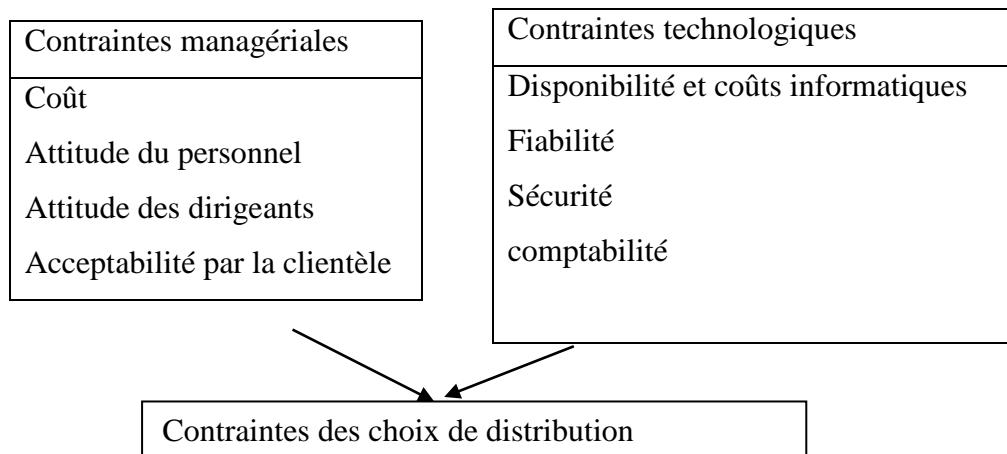 Contraintes managériales
Coût
Attitude du personnel
Attitude des dirigeants
Acceptabilité par la clientèle
Contraintes technologiques
Disponibilité et coûts informatiques
Fiabilité
Sécurité
comptabilité
Contraintes des choix de distribution